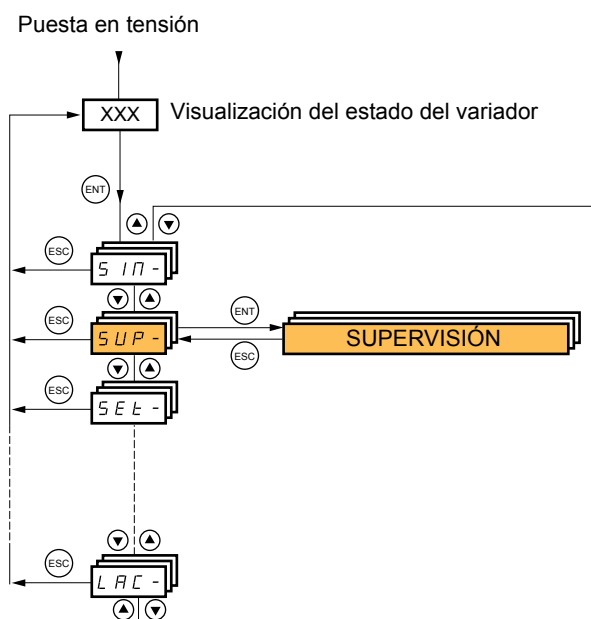 Puesta en tensión
XXX Visualización del estado del variador
ENT
ESC
SIM-
ESC
SUP-
ENT
ESC
SUPERVISIÓN
ESC
SEt-
ESC
LAC-